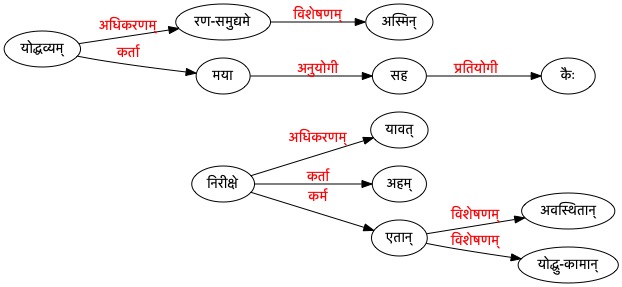 योद्धव्यम्
अधिकरणम्
रण-समुद्यमे
विशेषणम्
अस्मिन्
कर्ता
मया
अनुयोगी
सह
प्रतियोगी
कैः
निरीक्षे
अधिकरणम्
यावत्
कर्ता
अहम्
कर्म
एतान्
विशेषणम्
अवस्थितान्
विशेषणम्
योद्धु-कामान्